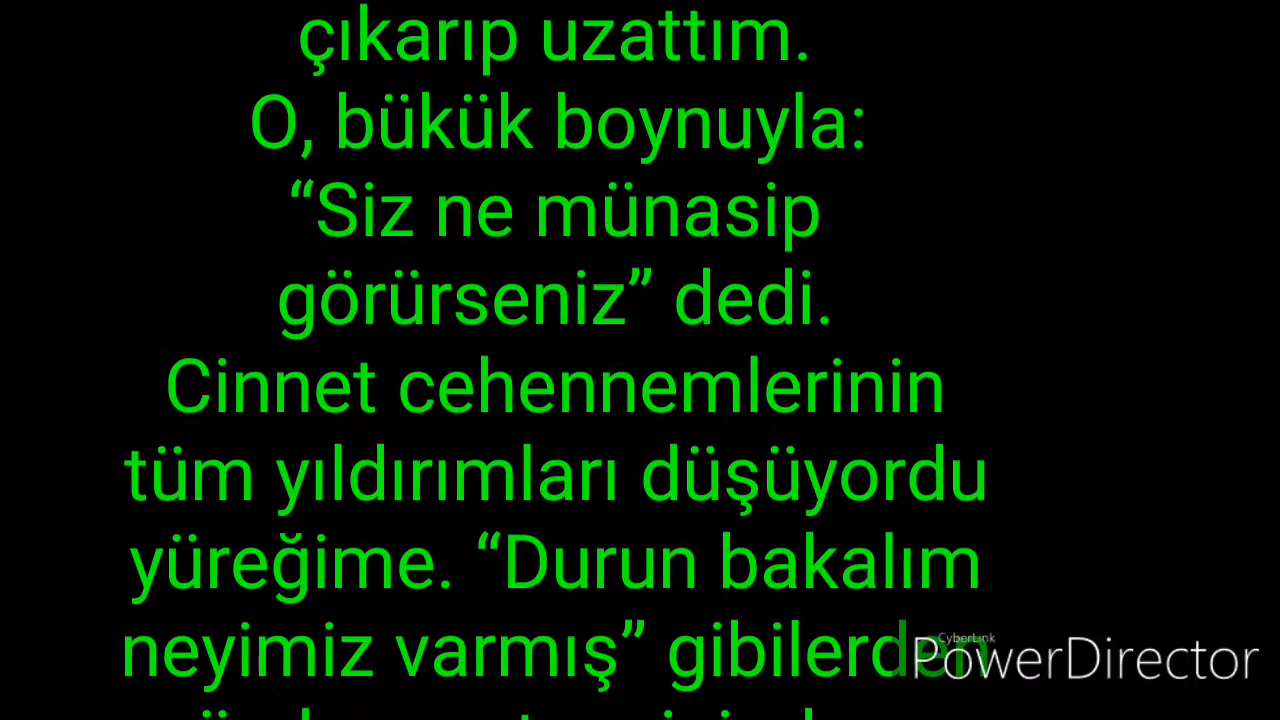 çıkarıp uzattım.
O, bükük boynuyla:
“Siz ne münasip
görürseniz” dedi.
Cinnet cehennemlerinin
tüm yıldırımları düşüyordu
yüreğime. “Durun bakalım
neyimiz varmış” gibilerden
CyberLink
PowerDirector